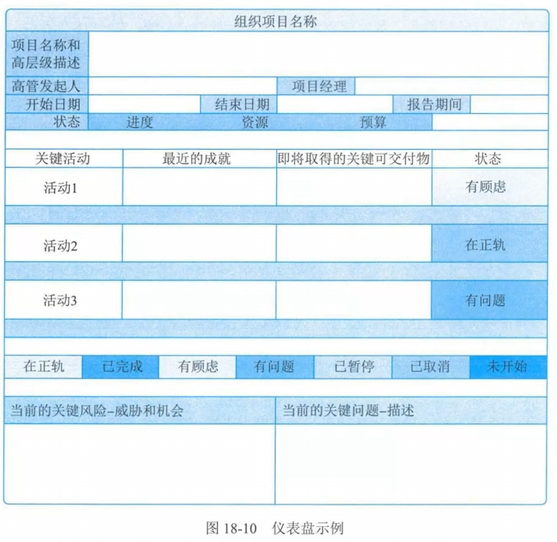 组织项目名称
项目名称和
高层级描述
高管发起人
项目经理
开始日期
结束日期
报告期间
状态
进度
资源
预算
关键活动
最近的成就
即将取得的关键可交付物
状态
活动1
有顾虑
活动2
在正轨
活动3
有问题
在正轨
已完成
有顾虑
有问题
已暂停
已取消
未开始
当前的关键风险–威胁和机会
当前的关键问题–描述
图 18-10 仪表盘示例